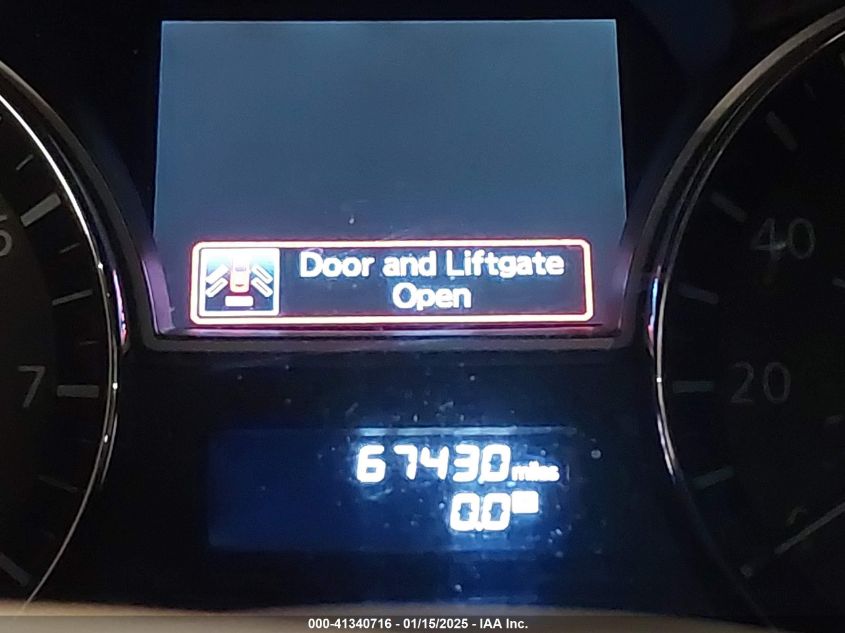 Door and Liftgate
Open
40
7
20
67430 miles
0.0
000-41340716 - 01/15/2025 - IAA Inc.